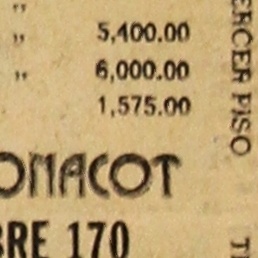 "
" 5,400.00
" 6,000.00
1,575.00
ONACOT
BRE 170
ERCER PISO